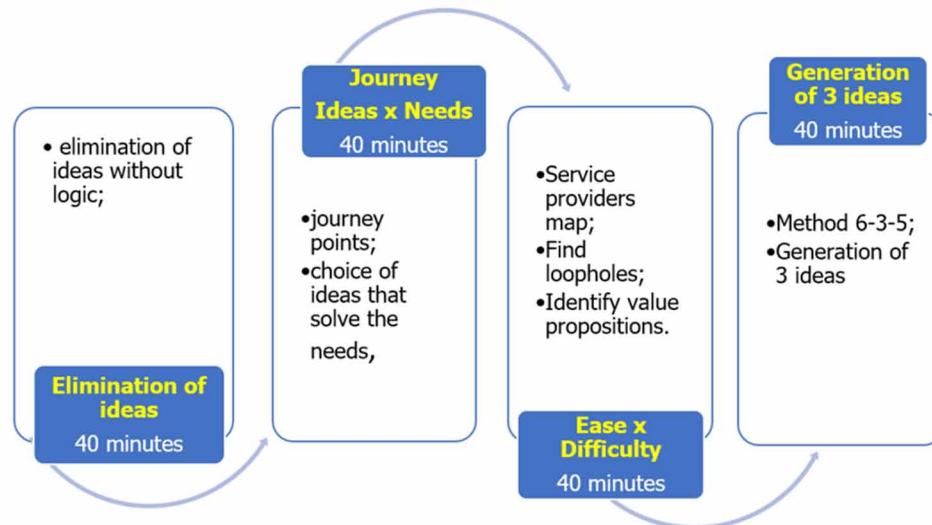 • elimination of
ideas without
logic;
Elimination of
ideas
40 minutes
Journey
Ideas x Needs
40 minutes
•journey
points;
•choice of
ideas that
solve the
needs,
•Service
providers
map;
•Find
loopholes;
•Identify value
propositions.
Ease x
Difficulty
40 minutes
Generation
of 3 ideas
40 minutes
•Method 6-3-5;
•Generation of
3 ideas